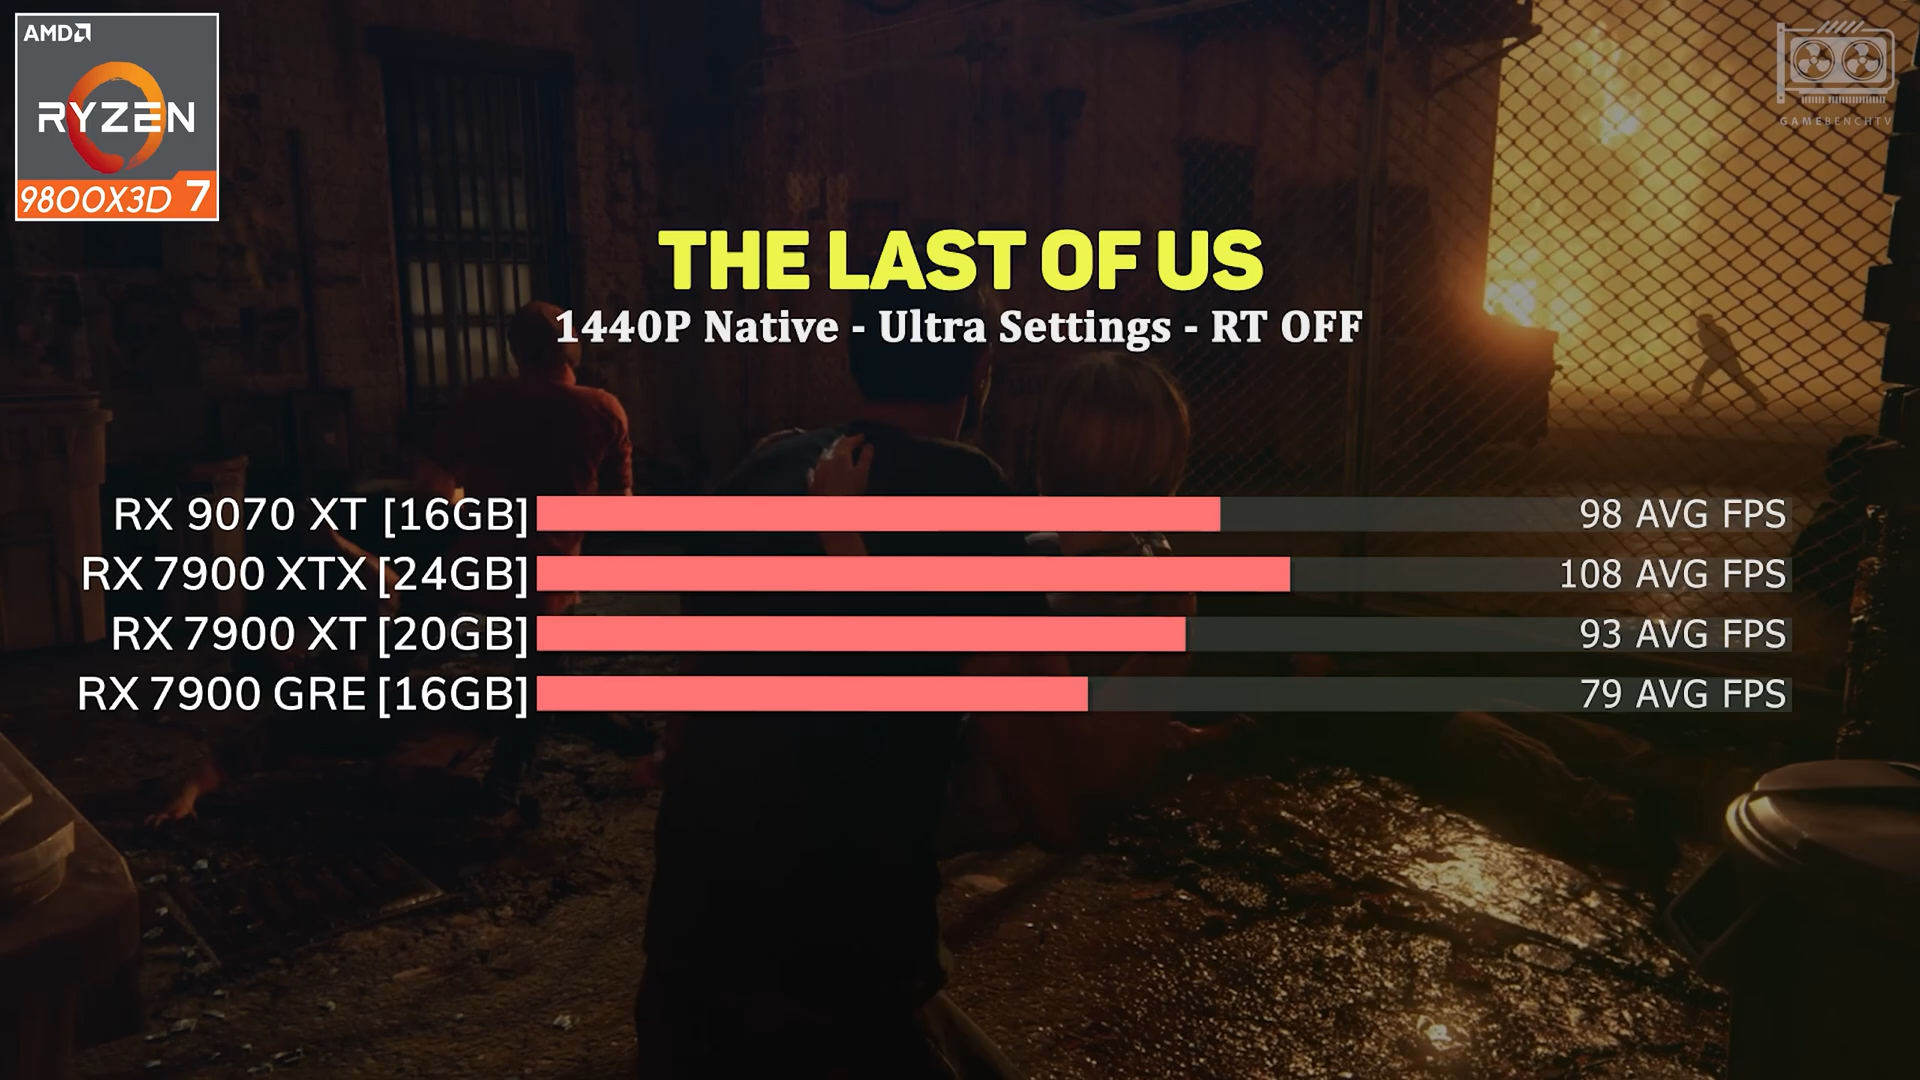 AMD
RYZEN
9800X3D 7
GAMEBENCHTV
THE LAST OF US
1440P Native - Ultra Settings - RT OFF
RX 9070 XT [16GB] 98 AVG FPS
RX 7900 XTX [24GB] 108 AVG FPS
RX 7900 XT [20GB] 93 AVG FPS
RX 7900 GRE [16GB] 79 AVG FPS